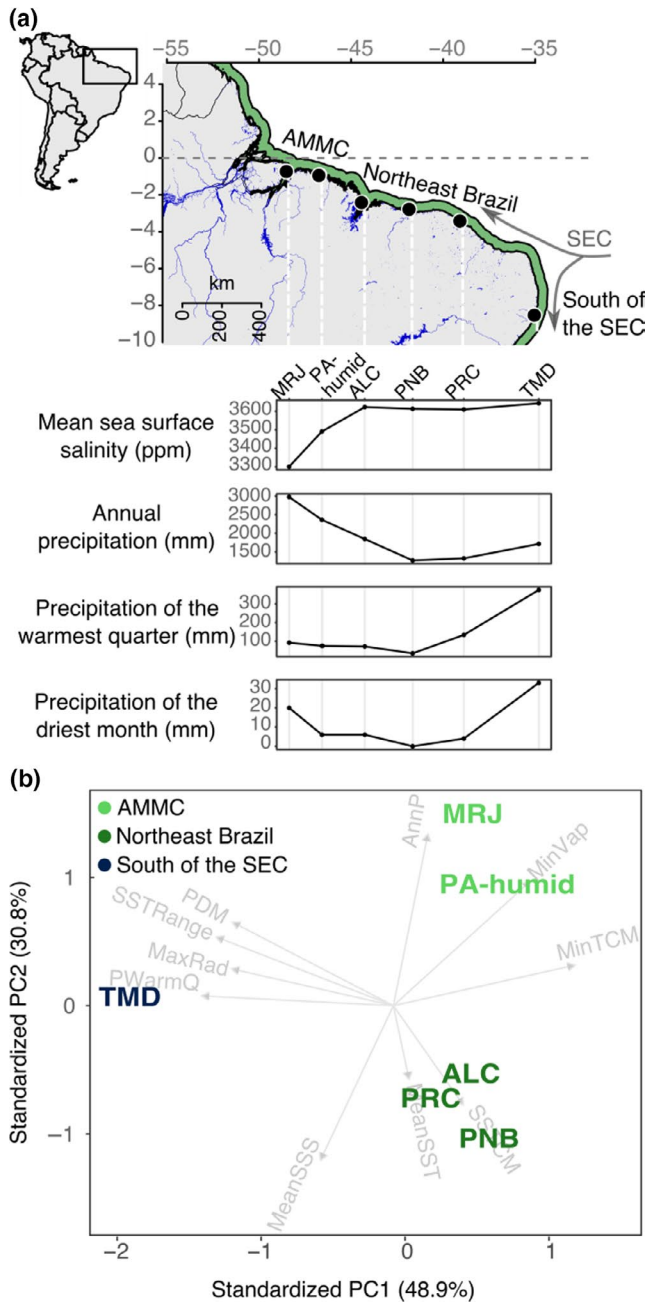 (a)
−55 −50 −45 −40 −35
4
2
0
−2
−4
−6
−8
−10
AMMC
Northeast Brazil
SEC
South of
the SEC
km
0 200 400
MRJ PA-humid ALC PNB PRC TMD
Mean sea surface
salinity (ppm)
3600
3500
3400
3300
Annual
precipitation (mm)
3000
2500
2000
1500
Precipitation of the
warmest quarter (mm)
300
200
100
Precipitation of the
driest month (mm)
30
20
10
0
(b)
AMMC
Northeast Brazil
South of the SEC
AnnP
MRJ
MinVap
PA-humid
PDM
SSTRange
MinTCM
MaxRad
PWarmQ
TMD
ALC
PRC
PNB
MeanSST
MeanSSS
1
0
−1
Standardized PC2 (30.8%)
−2 −1 0 1
Standardized PC1 (48.9%)